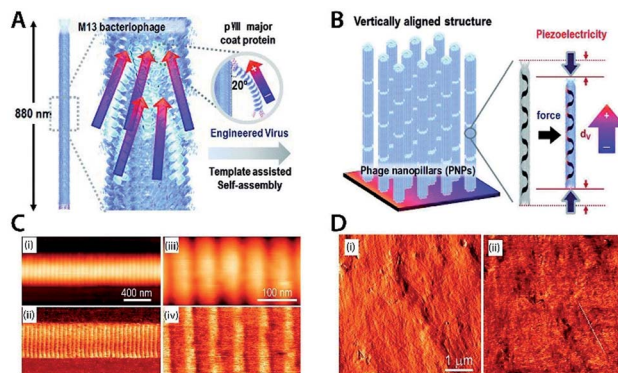 A
M13 bacteriophage
pVIII major
coat protein
20°
880 nm
Engineered Virus
Template assisted
Self-assembly
B
Vertically aligned structure
Piezoelectricity
force
dv
Phage nanopillars (PNPs)
C
(i)
400 nm
(iii)
100 nm
(ii)
(iv)
D
(i)
1 μm
(ii)